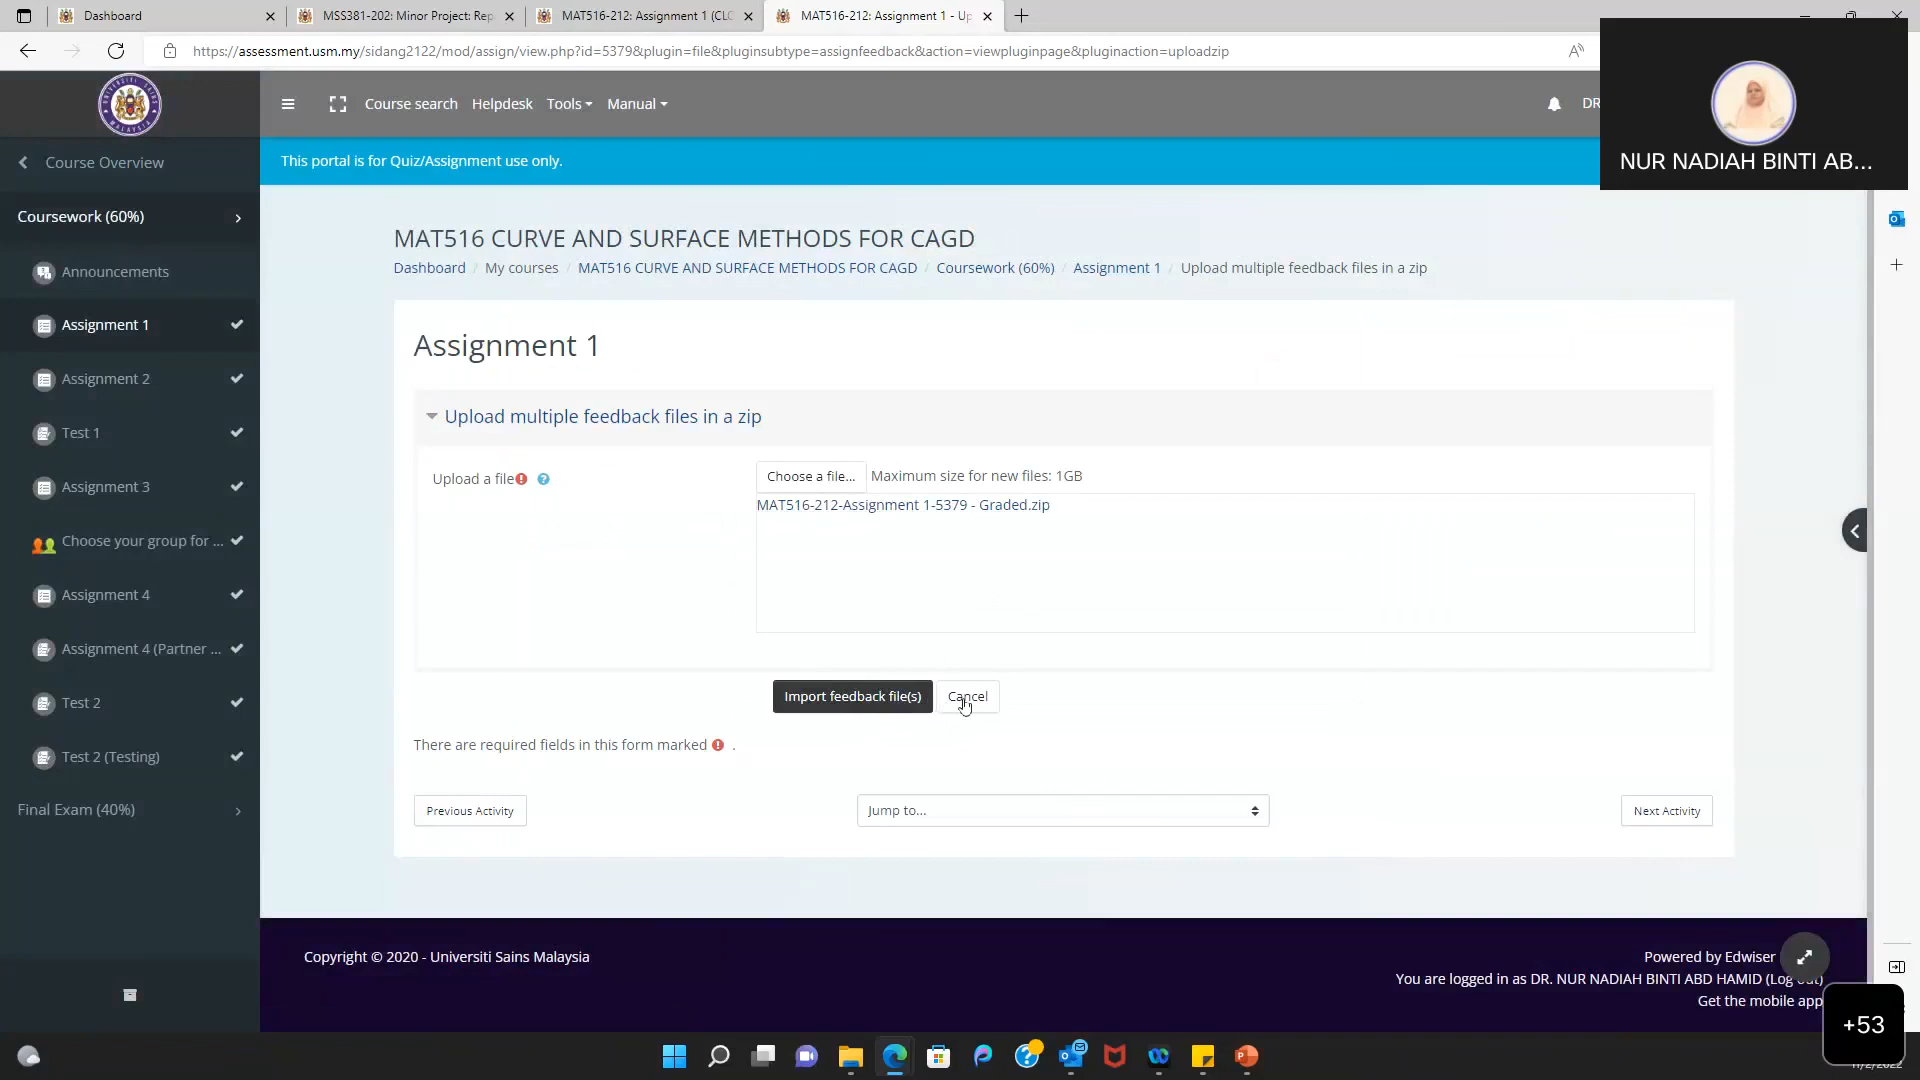 Dashboard
MSS381-202: Minor Project: Rep
MAT516-212: Assignment 1 (CLO
MAT516-212: Assignment 1 - Up
https://assessment.usm.my/sidang2122/mod/assign/view.php?id=5379&plugin=file&pluginsubtype=assignfeedback&action=viewpluginpage&pluginaction=uploadzip
Course search
Helpdesk
Tools
Manual
DR
NUR NADIAH BINTI AB...
Course Overview
This portal is for Quiz/Assignment use only.
Coursework (60%)
Announcements
Assignment 1
Assignment 2
Test 1
Assignment 3
Choose your group for ...
Assignment 4
Assignment 4 (Partner ...
Test 2
Test 2 (Testing)
Final Exam (40%)
MAT516 CURVE AND SURFACE METHODS FOR CAGD
Dashboard / My courses / MAT516 CURVE AND SURFACE METHODS FOR CAGD / Coursework (60%) / Assignment 1 / Upload multiple feedback files in a zip
Assignment 1
Upload multiple feedback files in a zip
Upload a file
Choose a file...
Maximum size for new files: 1GB
MAT516-212-Assignment 1-5379 - Graded.zip
Import feedback file(s)
Cancel
There are required fields in this form marked .
Previous Activity
Jump to...
Next Activity
Copyright © 2020 - Universiti Sains Malaysia
Powered by Edwiser
You are logged in as DR. NUR NADIAH BINTI ABD HAMID (Log out)
Get the mobile app
+53